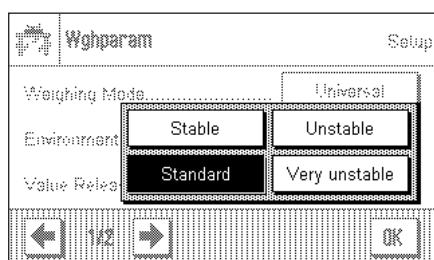 Wghparam Setup
Weighing Mode........................ Universal
Environment
Stable Unstable
Value Relea
Standard Very unstable
1/2 OK